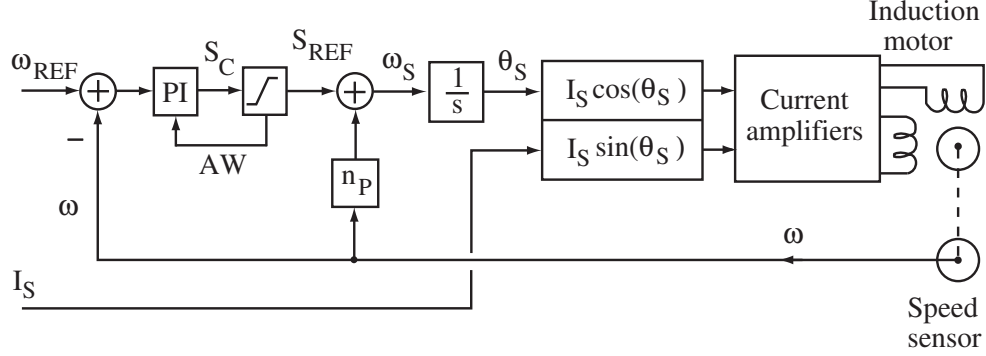 Induction
motor
ω_REF
S_C
S_REF
ω_S
θ_S
+
PI
+
1
s
I_S cos(θ_S)
I_S sin(θ_S)
Current
amplifiers
−
AW
n_P
ω
ω
I_S
Speed
sensor